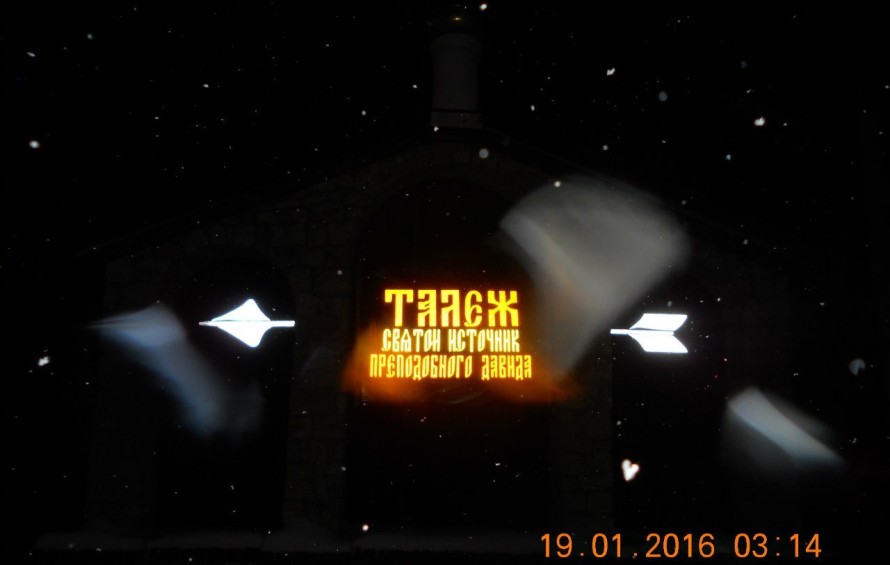 ТАЛЕЖ
СВЯТОЙ ИСТОЧНИК
ПРЕПОДОБНОГО ДАВИДА
19.01.2016 03:14